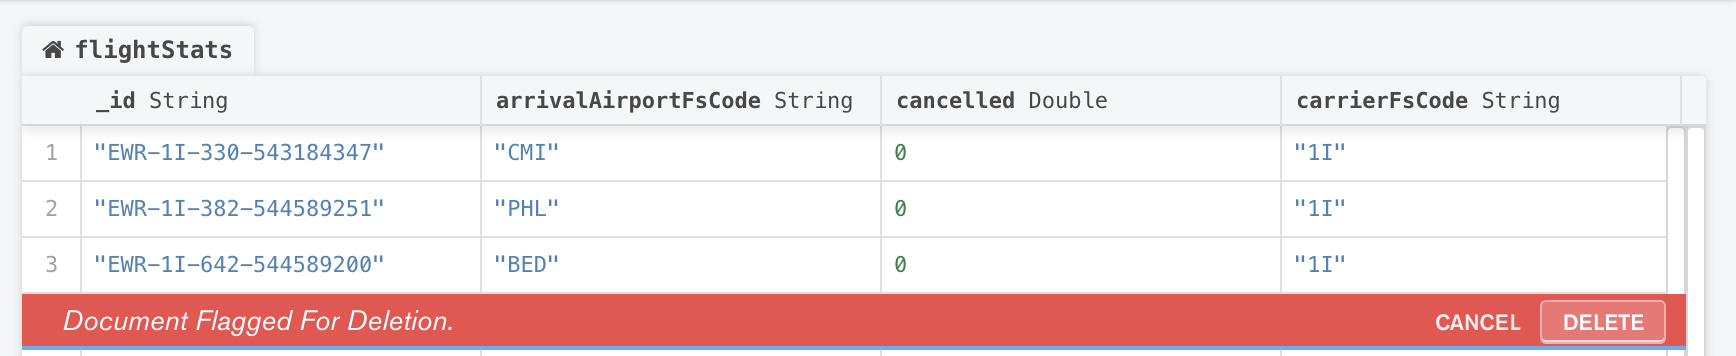 flightStats
_id String arrivalAirportFsCode String cancelled Double carrierFsCode String
1 "EWR-1I-330-543184347" "CMI" 0 "1I"
2 "EWR-1I-382-544589251" "PHL" 0 "1I"
3 "EWR-1I-642-544589200" "BED" 0 "1I"
Document Flagged For Deletion. CANCEL DELETE